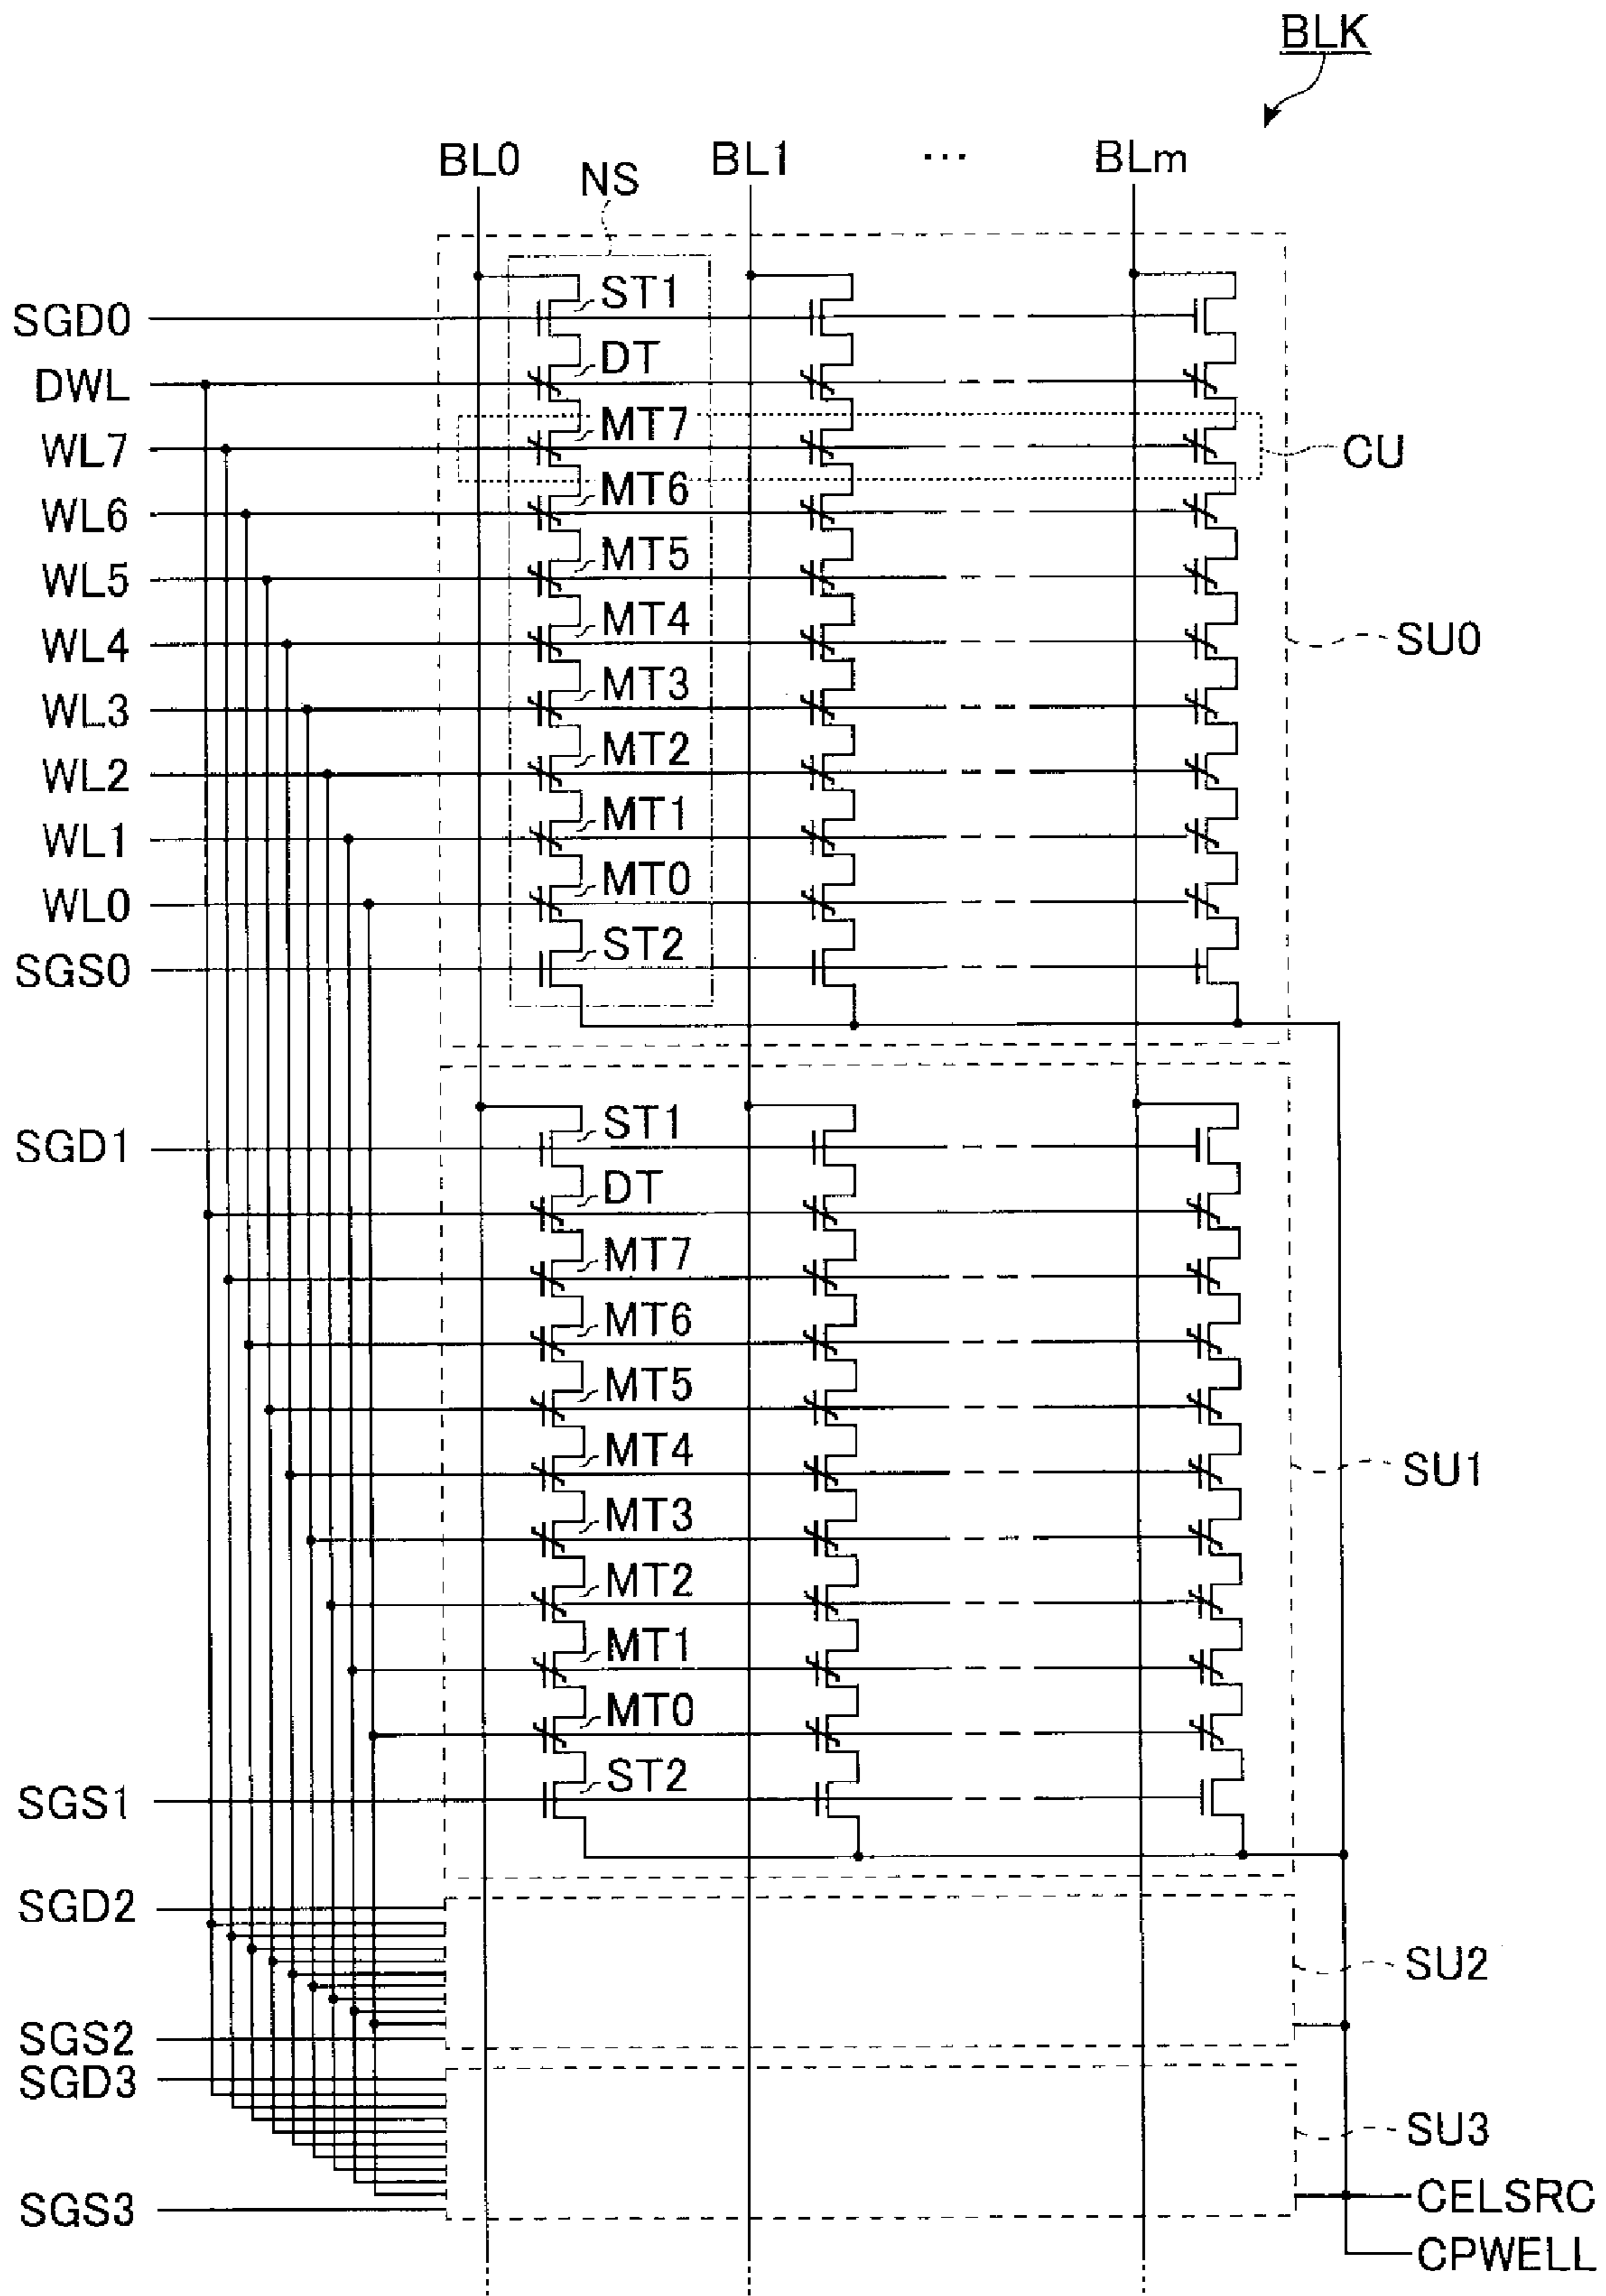 BLK
BL0 NS BL1 ... BLm
ST1
SGD0
DT
DWL
MT7
WL7 CU
MT6
WL6
MT5
WL5
MT4
WL4 SU0
MT3
WL3
MT2
WL2
MT1
WL1
MT0
WL0
ST2
SGS0
ST1
SGD1
DT
MT7
MT6
MT5
MT4
SU1
MT3
MT2
MT1
MT0
ST2
SGS1
SGD2
SU2
SGS2
SGD3
SU3
CELSRC
SGS3
CPWELL